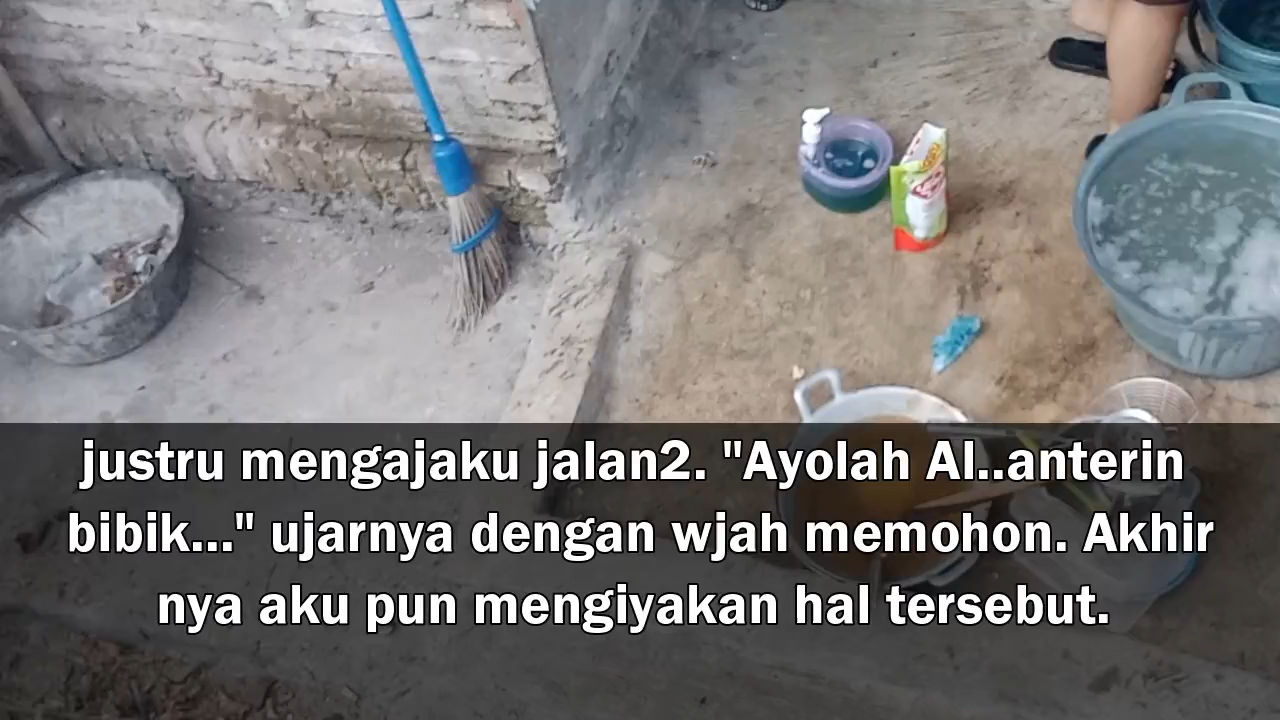 justru mengajaku jalan2. "Ayolah Al..anterin
bibik..." ujarnya dengan wjah memohon. Akhir
nya aku pun mengiyakan hal tersebut.